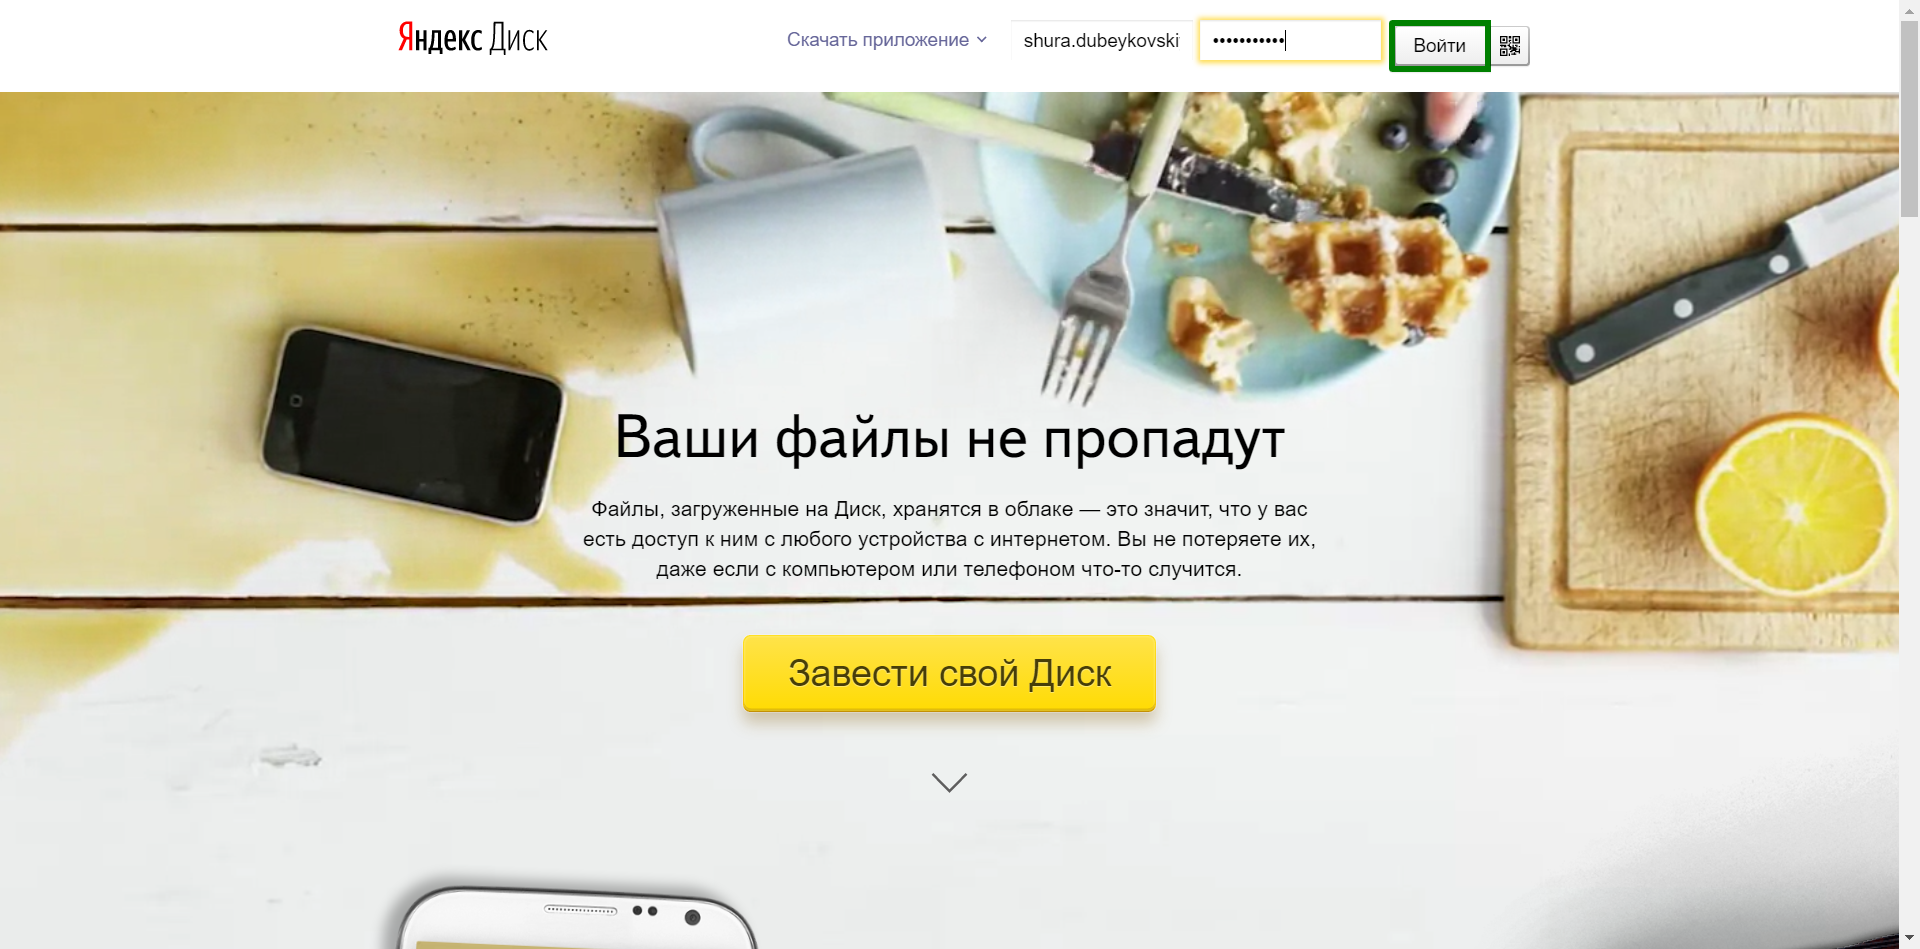 Яндекс Диск
Скачать приложение
shura.dubeykovski
•••••••••••
Войти
Ваши файлы не пропадут
Файлы, загруженные на Диск, хранятся в облаке — это значит, что у вас
есть доступ к ним с любого устройства с интернетом. Вы не потеряете их,
даже если с компьютером или телефоном что-то случится.
Завести свой Диск